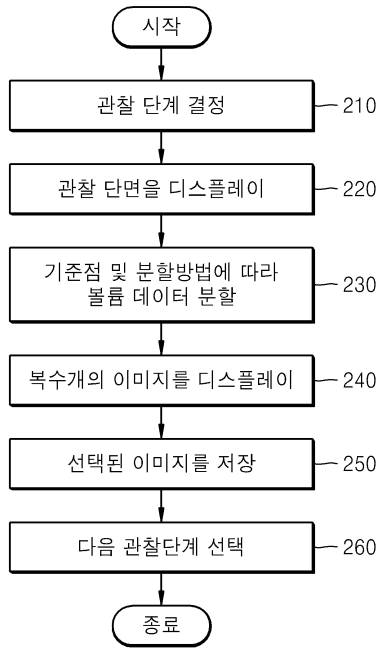 시작
관찰 단계 결정
210
관찰 단면을 디스플레이
220
기준점 및 분할방법에 따라
볼륨 데이터 분할
230
복수개의 이미지를 디스플레이
240
선택된 이미지를 저장
250
다음 관찰단계 선택
260
종료